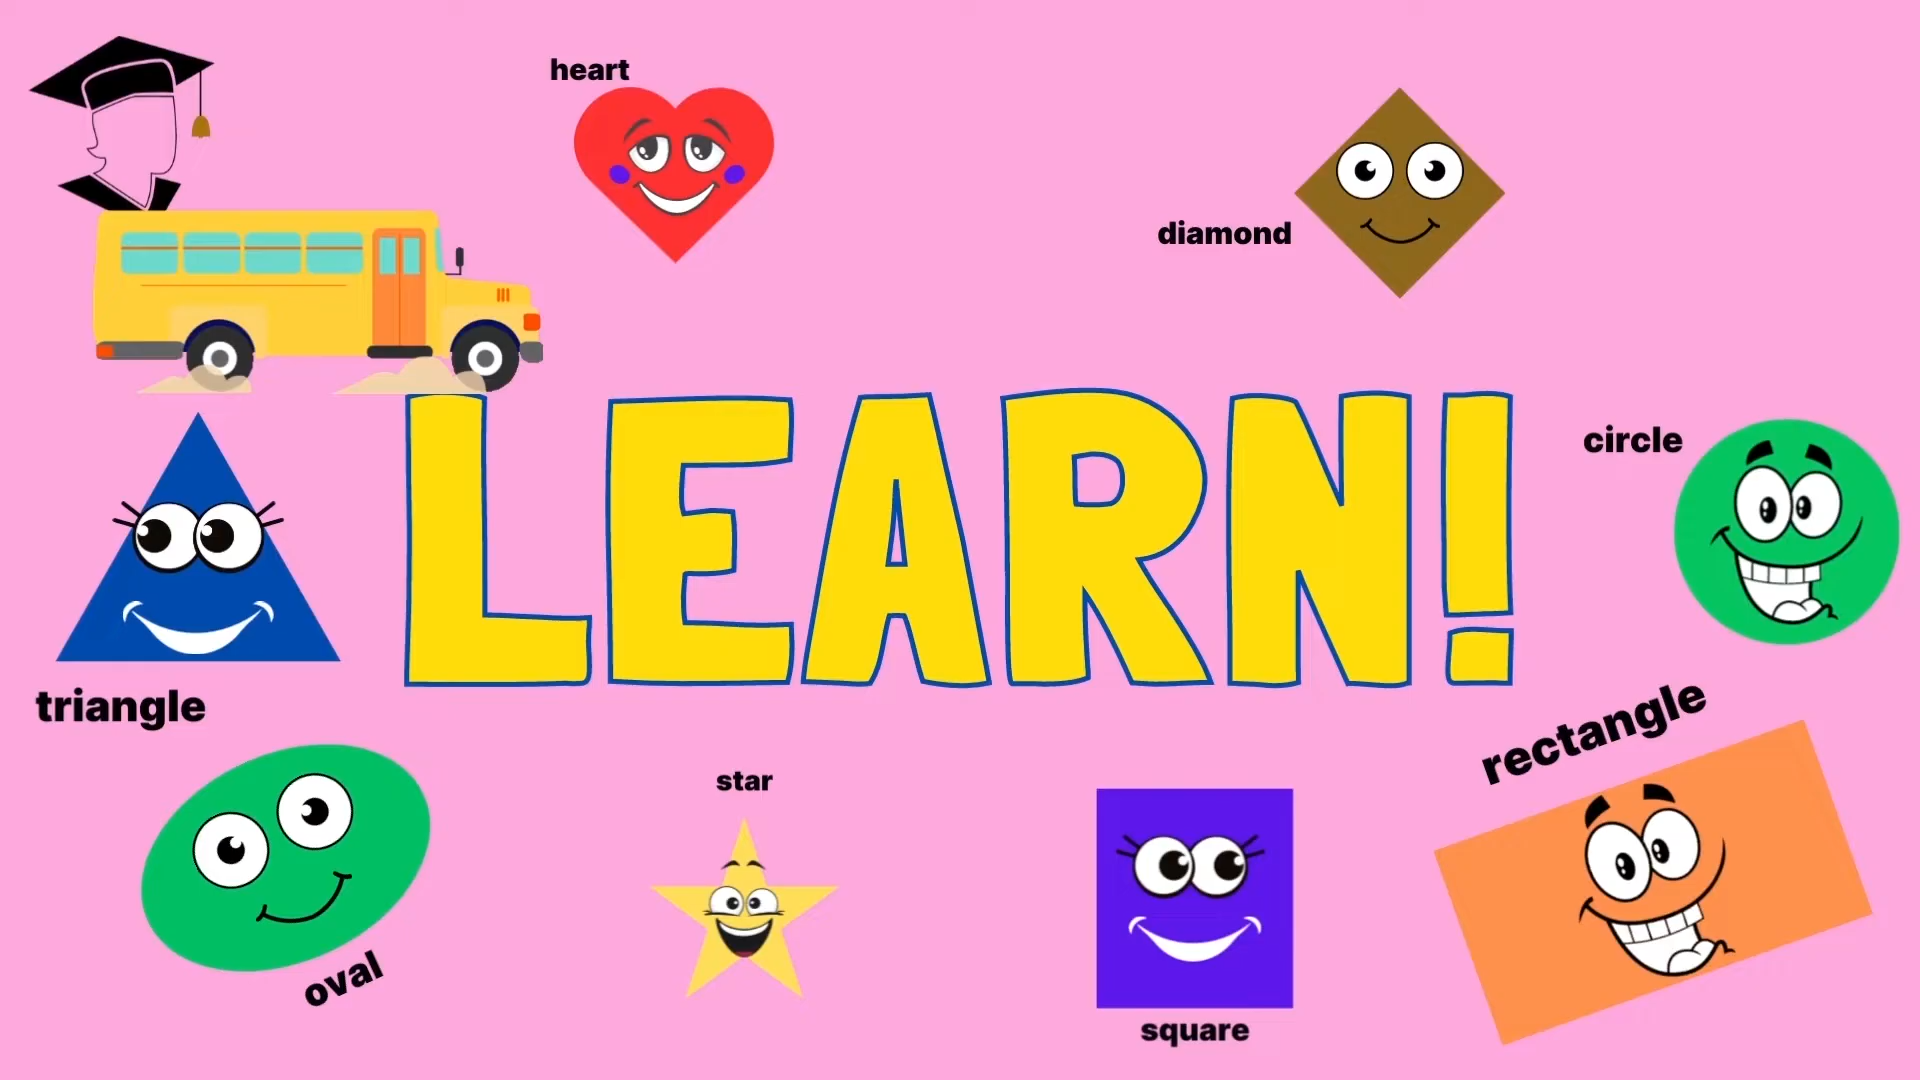 heart
diamond
LEARN!
circle
triangle
rectangle
star
oval
square